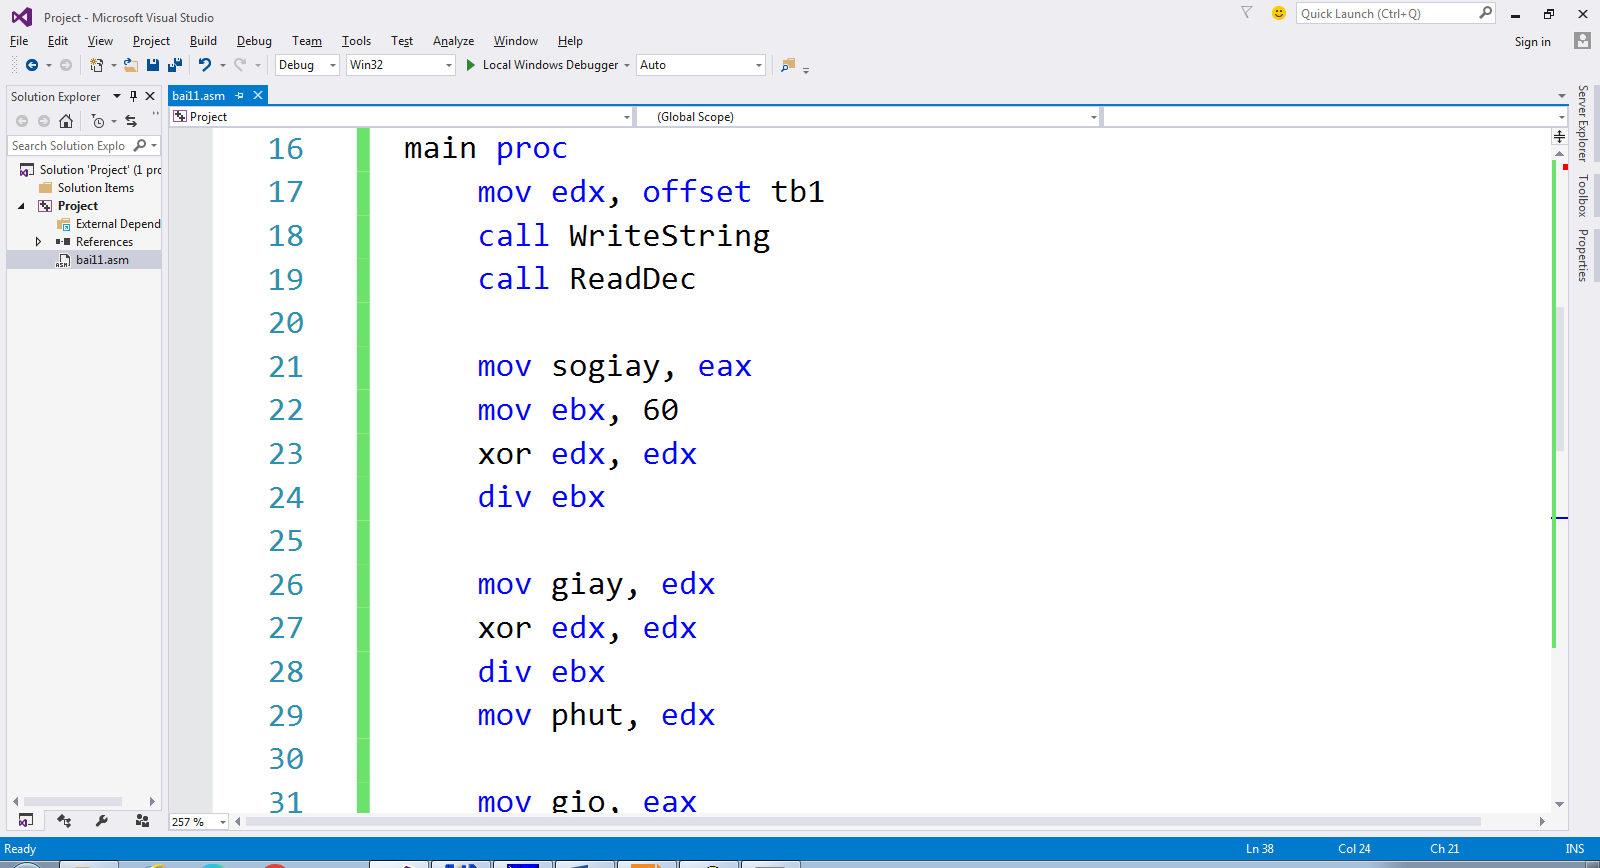 Project - Microsoft Visual Studio
Quick Launch (Ctrl+Q)
File Edit View Project Build Debug Team Tools Test Analyze Window Help
Sign in
Debug Win32 Local Windows Debugger Auto
Solution Explorer
bai11.asm
Project
(Global Scope)
Search Solution Explo
Solution 'Project' (1 pro
Solution Items
Project
External Depend
References
bai11.asm
16 main proc
17 mov edx, offset tb1
18 call WriteString
19 call ReadDec
20
21 mov sogiay, eax
22 mov ebx, 60
23 xor edx, edx
24 div ebx
25
26 mov giay, edx
27 xor edx, edx
28 div ebx
29 mov phut, edx
30
31 mov gio, eax
257 %
Server Explorer
Toolbox
Properties
Ready Ln 38 Col 24 Ch 21 INS